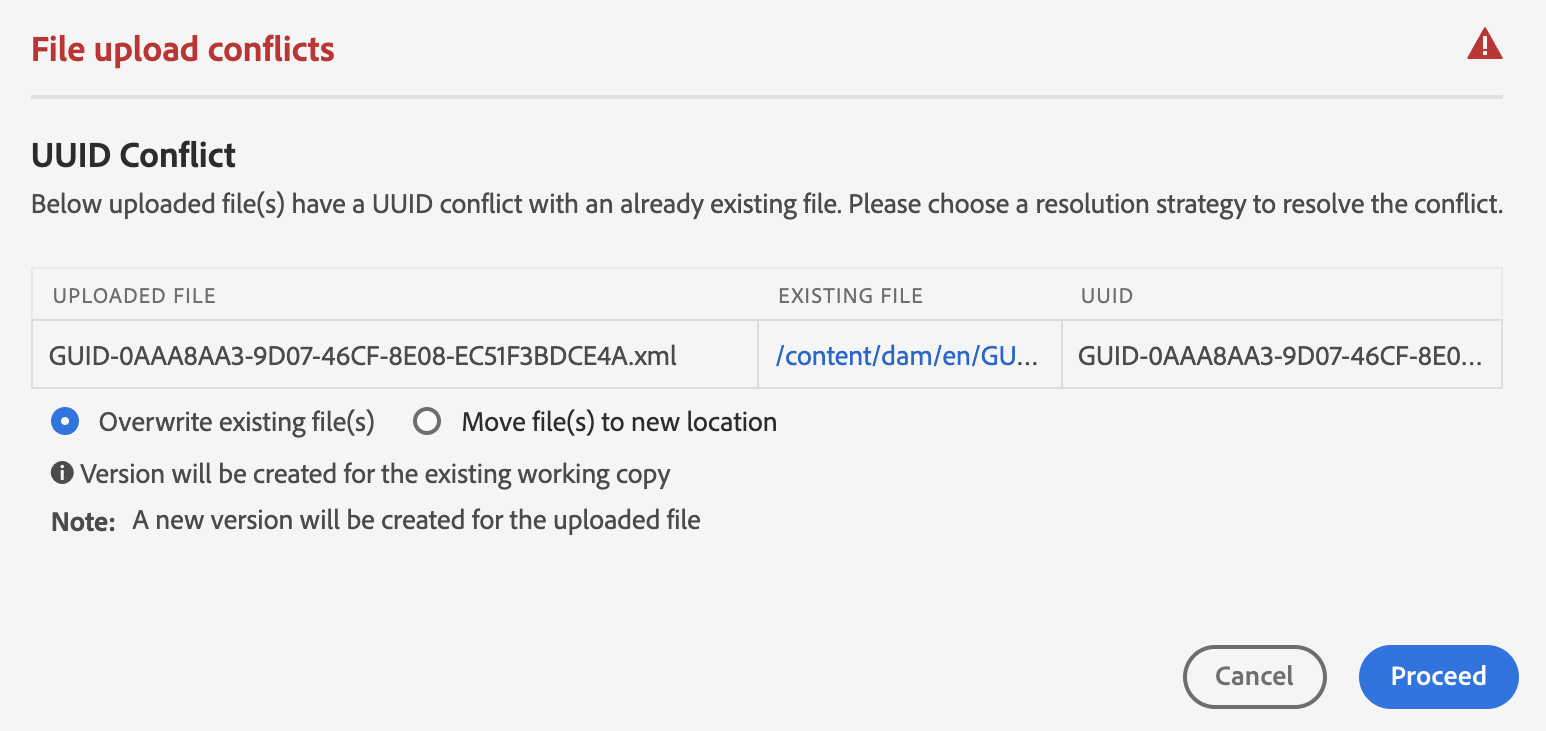 File upload conflicts
UUID Conflict
Below uploaded file(s) have a UUID conflict with an already existing file. Please choose a resolution strategy to resolve the conflict.
UPLOADED FILE EXISTING FILE UUID
GUID-0AAA8AA3-9D07-46CF-8E08-EC51F3BDCE4A.xml /content/dam/en/GU... GUID-0AAA8AA3-9D07-46CF-8E0...
Overwrite existing file(s) Move file(s) to new location
Version will be created for the existing working copy
Note: A new version will be created for the uploaded file
Cancel Proceed